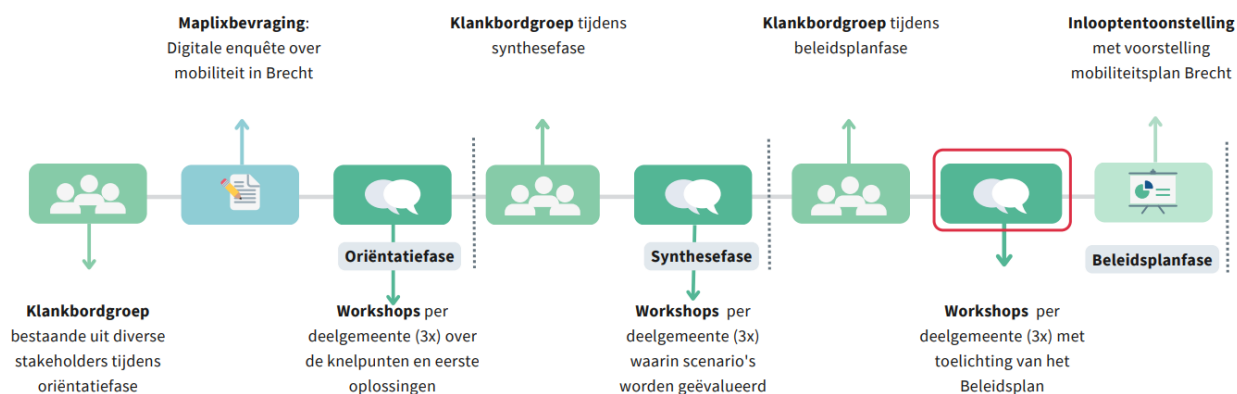 Maplixbevraging:
Digitale enquête over
mobiliteit in Brecht
Klankbordgroep tijdens
synthesefase
Klankbordgroep tijdens
beleidsplanfase
Inlooptentoonstelling
met voorstelling
mobiliteitsplan Brecht
Oriëntatiefase
Synthesefase
Beleidsplanfase
Klankbordgroep
bestaande uit diverse
stakeholders tijdens
oriëntatiefase
Workshops per
deelgemeente (3x) over
de knelpunten en eerste
oplossingen
Workshops per
deelgemeente (3x)
waarin scenario's
worden geëvalueerd
Workshops per
deelgemeente (3x) met
toelichting van het
Beleidsplan